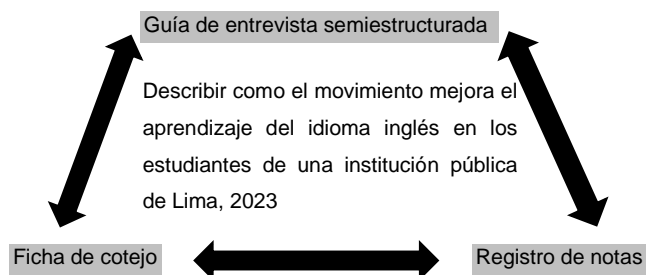 Guía de entrevista semiestructurada
Describir como el movimiento mejora el
aprendizaje del idioma inglés en los
estudiantes de una institución pública
de Lima, 2023
Ficha de cotejo
Registro de notas